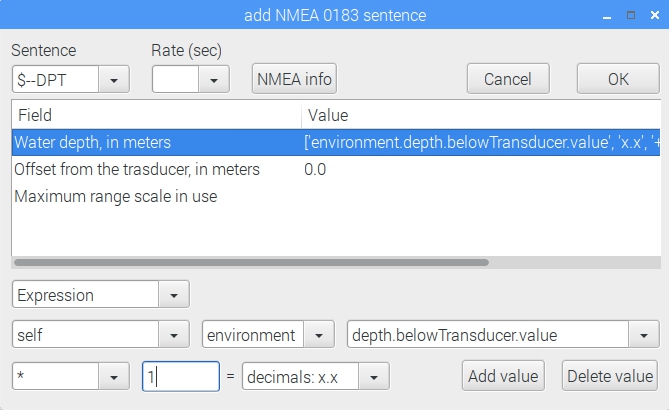 add NMEA 0183 sentence
Sentence Rate (sec)
$--DPT NMEA info Cancel OK
Field Value
Water depth, in meters ['environment.depth.belowTransducer.value', 'x.x', '+
Offset from the trasducer, in meters 0.0
Maximum range scale in use
Expression
self environment depth.belowTransducer.value
* 1 = decimals: x.x Add value Delete value